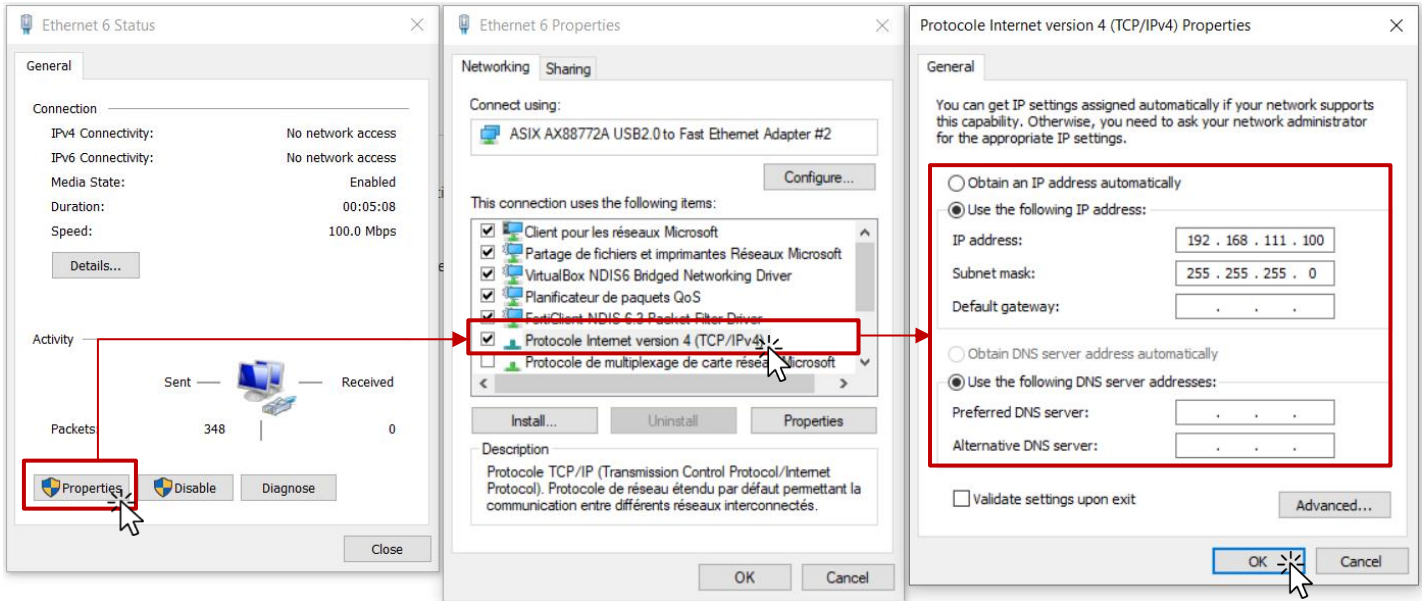 Ethernet 6 Status
General
Connection
IPv4 Connectivity: No network access
IPv6 Connectivity: No network access
Media State: Enabled
Duration: 00:05:08
Speed: 100.0 Mbps
Details...
Activity
Sent Received
Packets: 348 0
Properties Disable Diagnose
Close
Ethernet 6 Properties
Networking Sharing
Connect using:
ASIX AX88772A USB2.0 to Fast Ethernet Adapter #2
Configure...
This connection uses the following items:
Client pour les réseaux Microsoft
Partage de fichiers et imprimantes Réseaux Microsoft
VirtualBox NDIS6 Bridged Networking Driver
Planificateur de paquets QoS
FortiClient NDIS 6.3 Packet Filter Driver
Protocole Internet version 4 (TCP/IPv4)
Protocole de multiplexage de carte réseau Microsoft
Install... Uninstall Properties
Description
Protocole TCP/IP (Transmission Control Protocol/Internet
Protocol). Protocole de réseau étendu par défaut permettant la
communication entre différents réseaux interconnectés.
OK Cancel
Protocole Internet version 4 (TCP/IPv4) Properties
General
You can get IP settings assigned automatically if your network supports
this capability. Otherwise, you need to ask your network administrator
for the appropriate IP settings.
Obtain an IP address automatically
Use the following IP address:
IP address: 192 . 168 . 111 . 100
Subnet mask: 255 . 255 . 255 . 0
Default gateway: . . .
Obtain DNS server address automatically
Use the following DNS server addresses:
Preferred DNS server: . . .
Alternative DNS server: . . .
Validate settings upon exit
Advanced...
OK Cancel